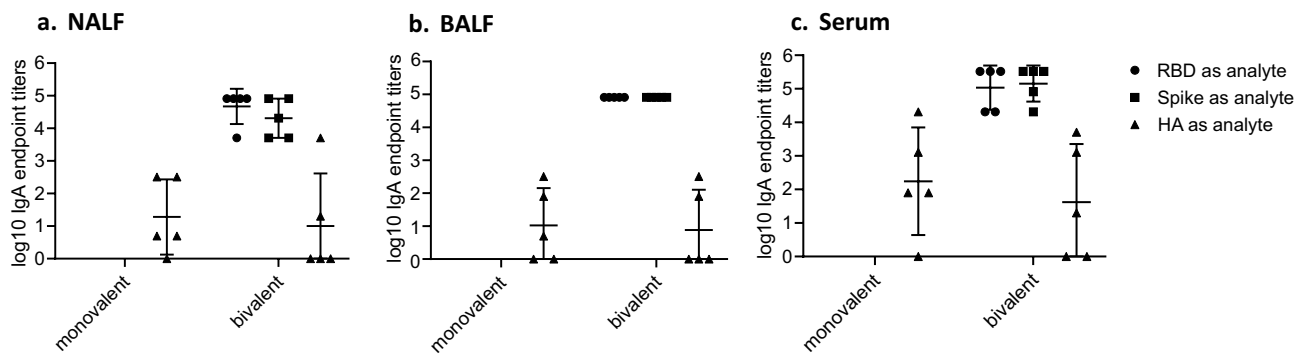 a. NALF
log10 IgA endpoint titers
6
5
4
3
2
1
0
monovalent
bivalent
b. BALF
log10 IgA endpoint titers
6
5
4
3
2
1
0
monovalent
bivalent
c. Serum
log10 IgA endpoint titers
6
5
4
3
2
1
0
monovalent
bivalent
RBD as analyte
Spike as analyte
HA as analyte